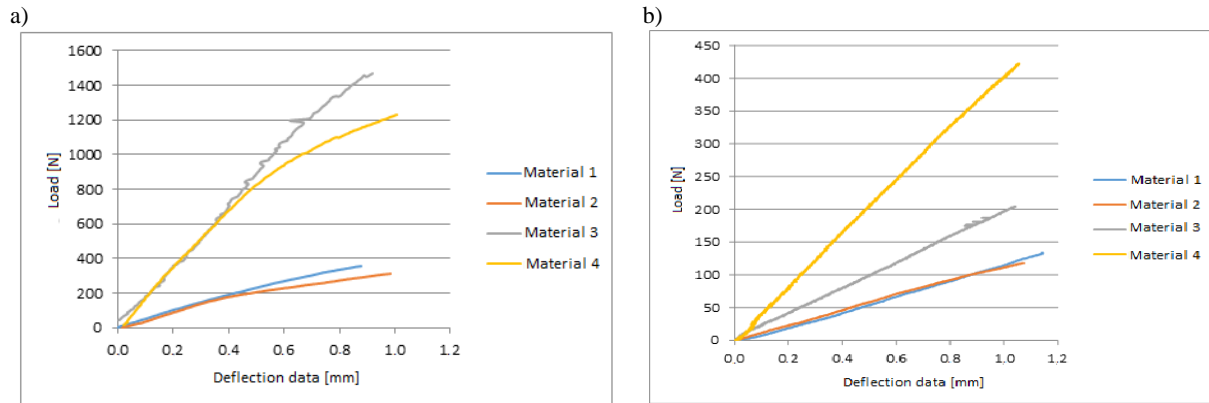 a)
1600
1400
1200
1000
800
600
400
200
0
Load [N]
0.0 0.2 0.4 0.6 0.8 1.0 1.2
Deflection data [mm]
Material 1
Material 2
Material 3
Material 4
b)
450
400
350
300
250
200
150
100
50
0
Load [N]
0.0 0.2 0.4 0.6 0.8 1.0 1.2
Deflection data [mm]
Material 1
Material 2
Material 3
Material 4